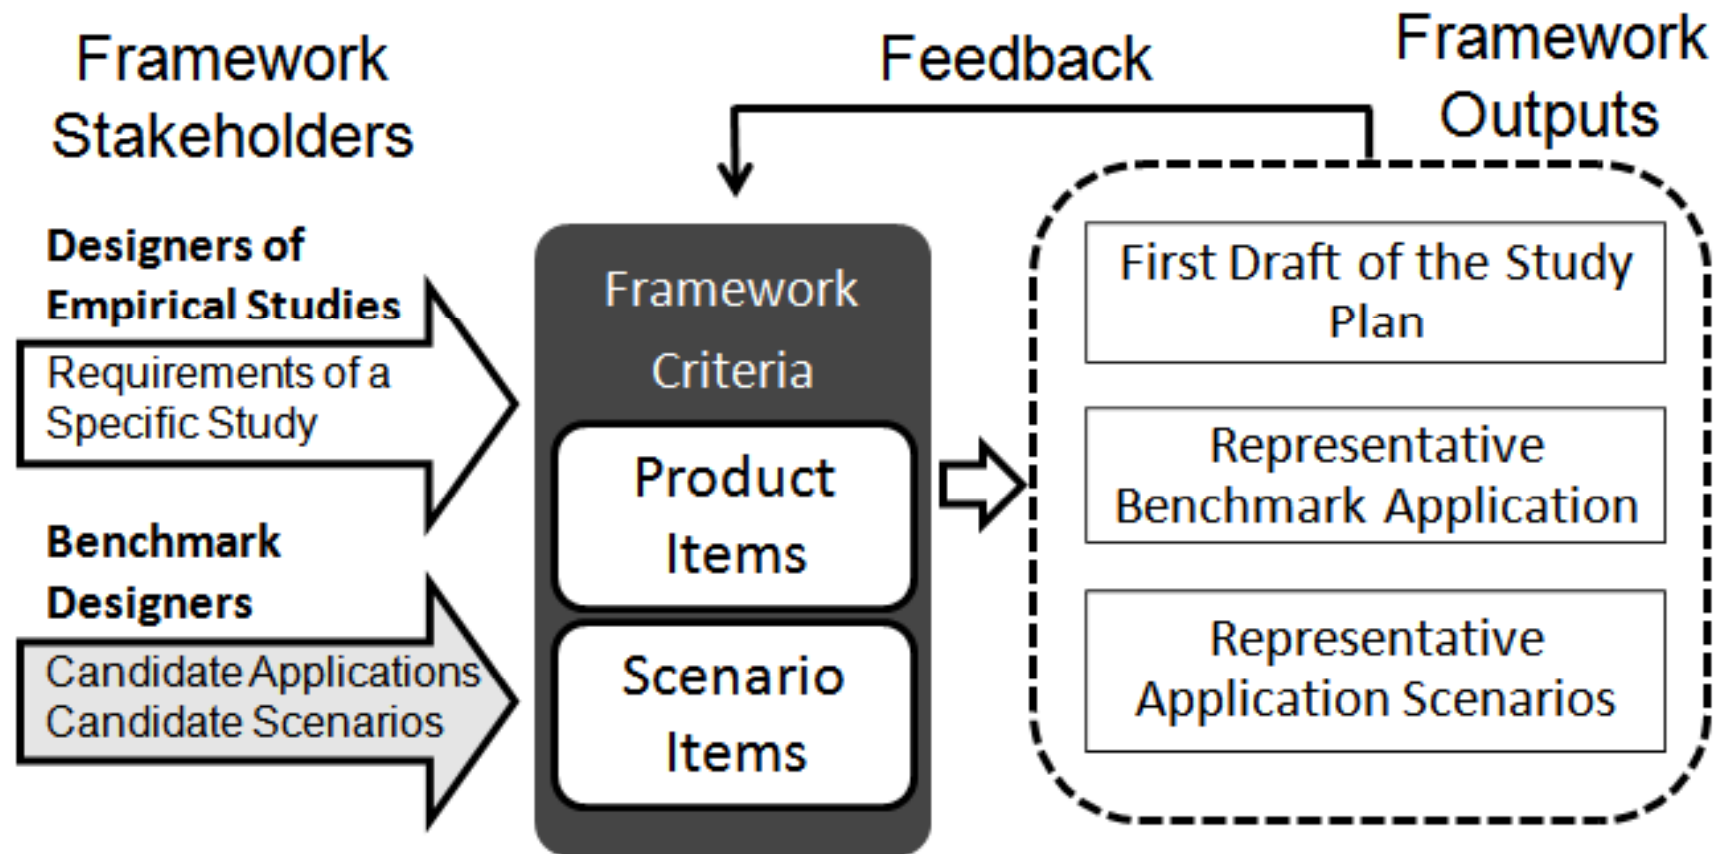 Framework
Stakeholders
Designers of
Empirical Studies
Requirements of a
Specific Study
Benchmark
Designers
Candidate Applications
Candidate Scenarios
Feedback
Framework
Criteria
Product
Items
Scenario
Items
Framework
Outputs
First Draft of the Study
Plan
Representative
Benchmark Application
Representative
Application Scenarios